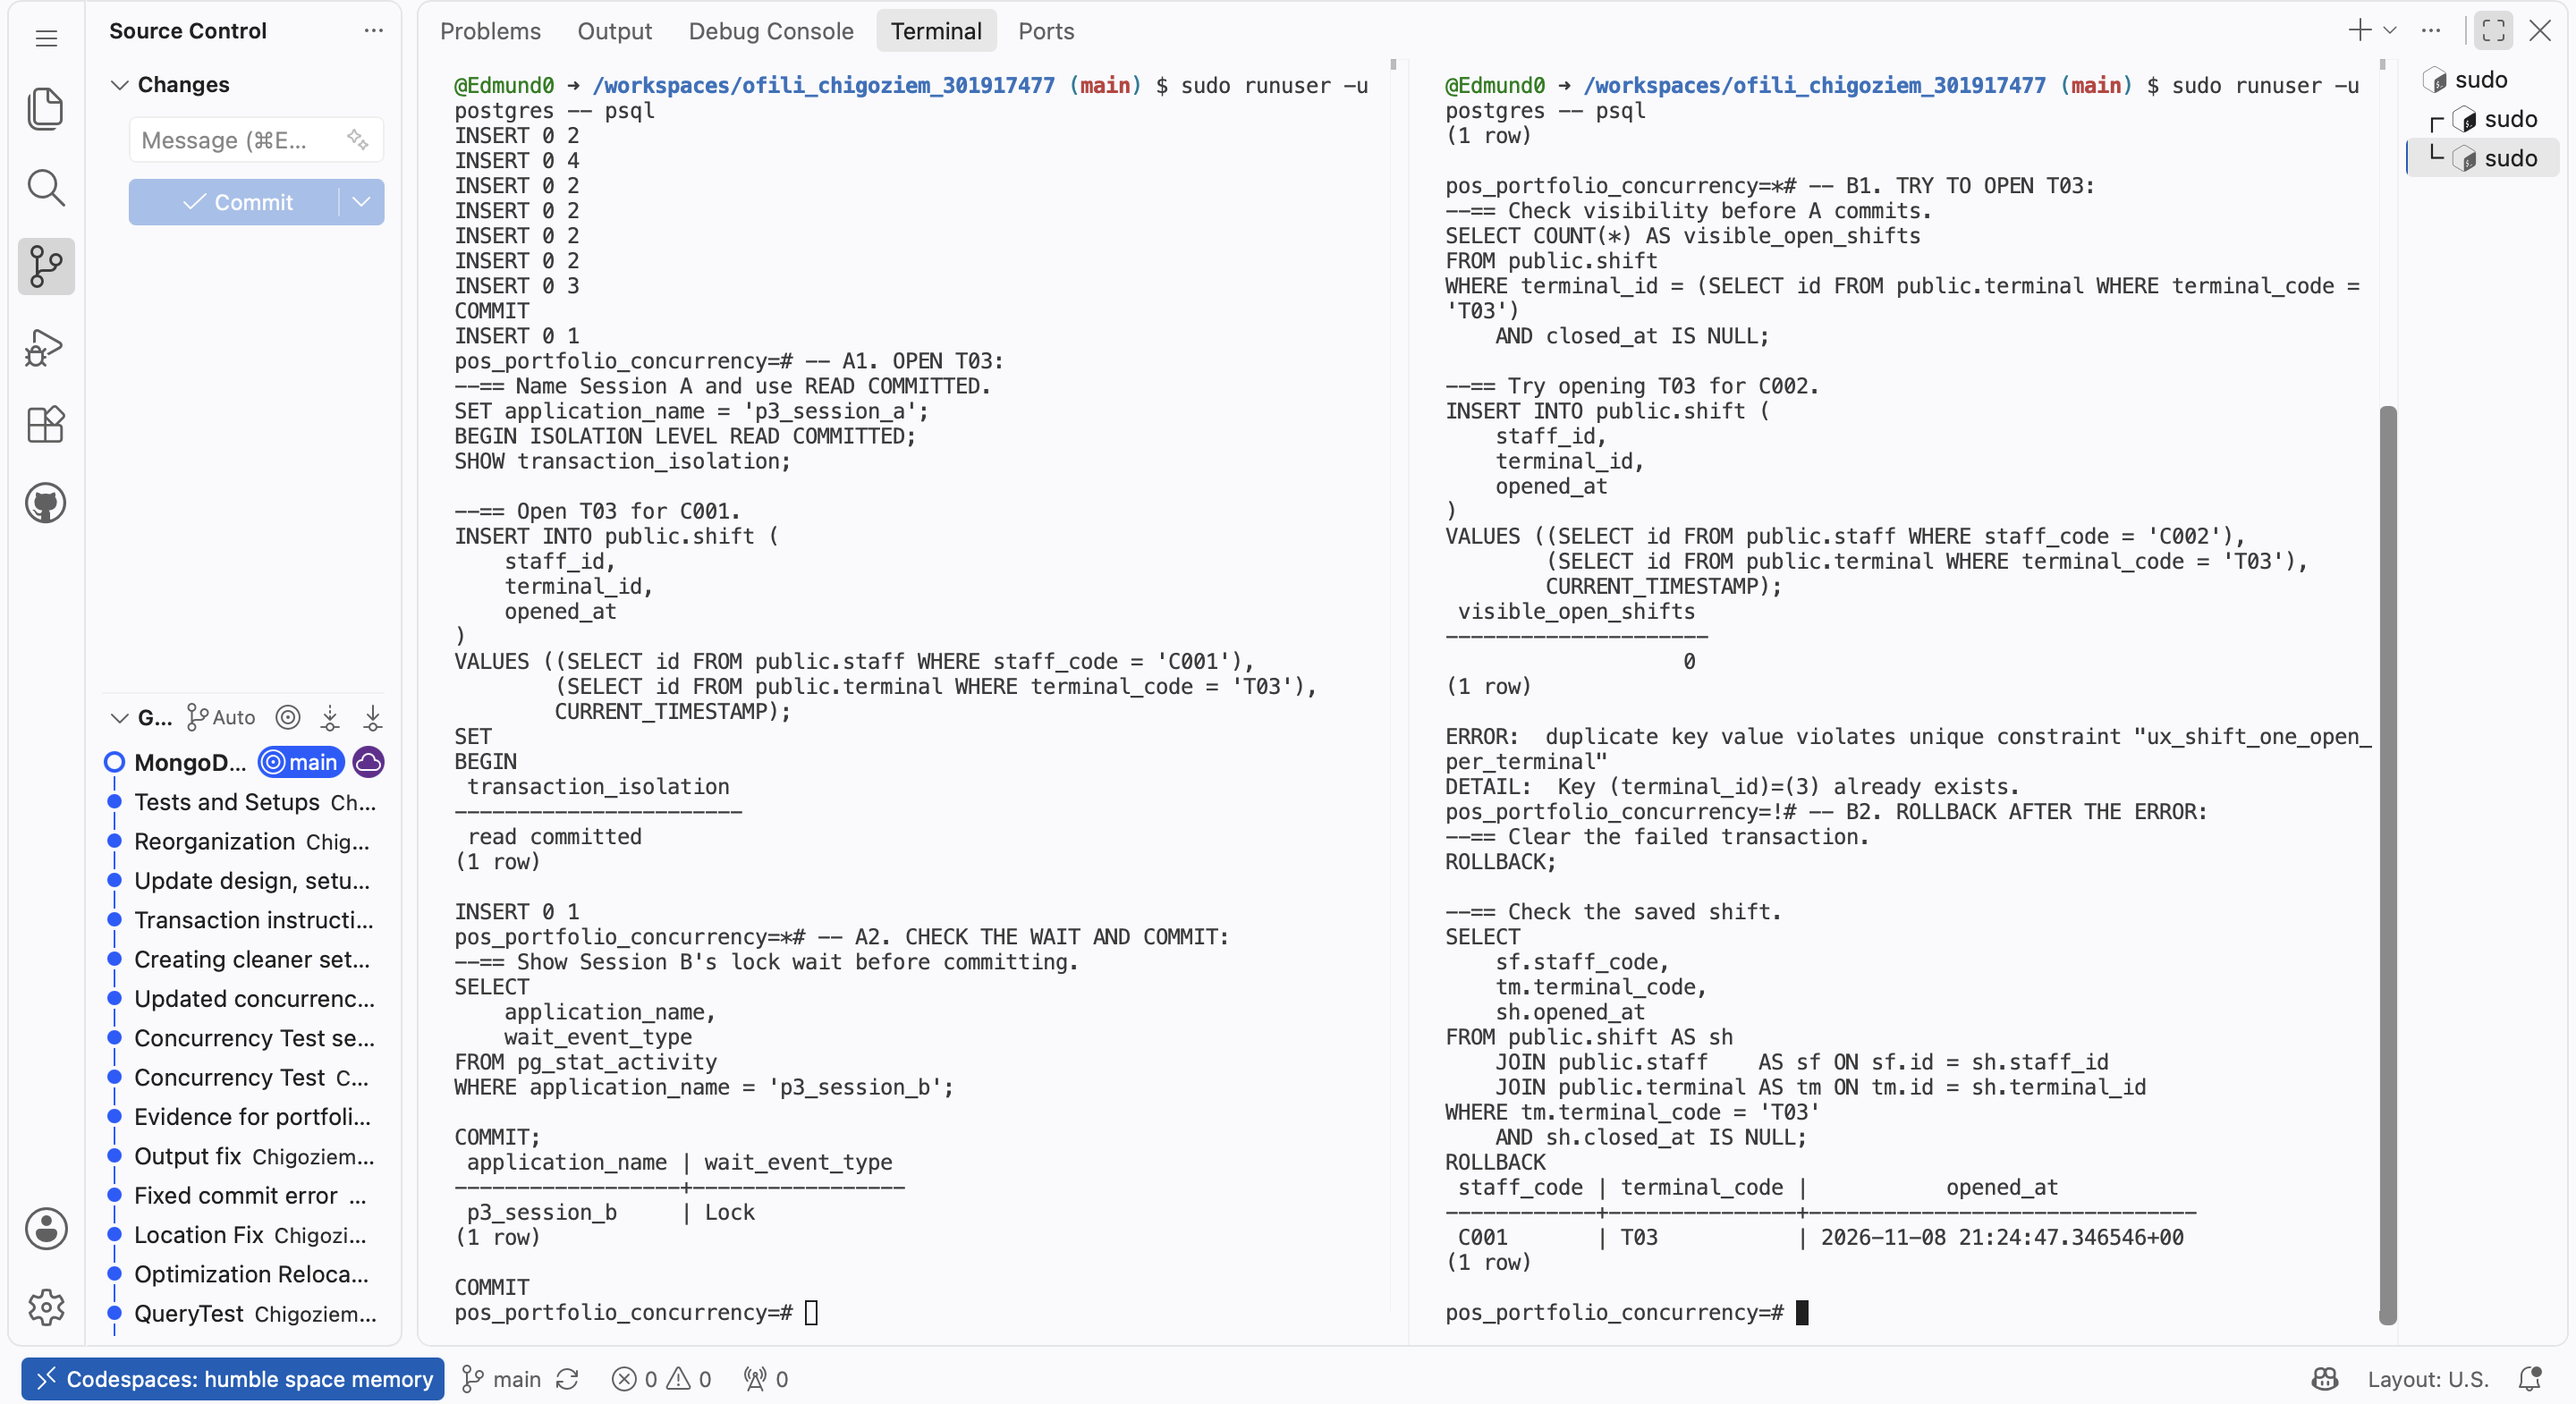 Source Control
···
Changes
Message (⌘E...
Commit
G...
Auto
MongoD...
main
Tests and Setups Ch...
Reorganization Chig...
Update design, setu...
Transaction instructi...
Creating cleaner set...
Updated concurrenc...
Concurrency Test se...
Concurrency Test C...
Evidence for portfoli...
Output fix Chigoziem...
Fixed commit error ...
Location Fix Chigozi...
Optimization Reloca...
QueryTest Chigoziem...
Problems Output Debug Console Terminal Ports
@Edmund0 → /workspaces/ofili_chigoziem_301917477 (main) $ sudo runuser -u
postgres -- psql
INSERT 0 2
INSERT 0 4
INSERT 0 2
INSERT 0 2
INSERT 0 2
INSERT 0 2
INSERT 0 3
COMMIT
INSERT 0 1
pos_portfolio_concurrency=# -- A1. OPEN T03:
--== Name Session A and use READ COMMITTED.
SET application_name = 'p3_session_a';
BEGIN ISOLATION LEVEL READ COMMITTED;
SHOW transaction_isolation;
--== Open T03 for C001.
INSERT INTO public.shift (
    staff_id,
    terminal_id,
    opened_at
)
VALUES ((SELECT id FROM public.staff WHERE staff_code = 'C001'),
        (SELECT id FROM public.terminal WHERE terminal_code = 'T03'),
        CURRENT_TIMESTAMP);
SET
BEGIN
 transaction_isolation
-----------------------
 read committed
(1 row)
INSERT 0 1
pos_portfolio_concurrency=*# -- A2. CHECK THE WAIT AND COMMIT:
--== Show Session B's lock wait before committing.
SELECT
    application_name,
    wait_event_type
FROM pg_stat_activity
WHERE application_name = 'p3_session_b';
COMMIT;
 application_name | wait_event_type
------------------+-----------------
 p3_session_b     | Lock
(1 row)
COMMIT
pos_portfolio_concurrency=#
@Edmund0 → /workspaces/ofili_chigoziem_301917477 (main) $ sudo runuser -u
postgres -- psql
(1 row)
pos_portfolio_concurrency=*# -- B1. TRY TO OPEN T03:
--== Check visibility before A commits.
SELECT COUNT(*) AS visible_open_shifts
FROM public.shift
WHERE terminal_id = (SELECT id FROM public.terminal WHERE terminal_code =
'T03')
    AND closed_at IS NULL;
--== Try opening T03 for C002.
INSERT INTO public.shift (
    staff_id,
    terminal_id,
    opened_at
)
VALUES ((SELECT id FROM public.staff WHERE staff_code = 'C002'),
        (SELECT id FROM public.terminal WHERE terminal_code = 'T03'),
        CURRENT_TIMESTAMP);
 visible_open_shifts
---------------------
                   0
(1 row)
ERROR:  duplicate key value violates unique constraint "ux_shift_one_open_
per_terminal"
DETAIL:  Key (terminal_id)=(3) already exists.
pos_portfolio_concurrency=!# -- B2. ROLLBACK AFTER THE ERROR:
--== Clear the failed transaction.
ROLLBACK;
--== Check the saved shift.
SELECT
    sf.staff_code,
    tm.terminal_code,
    sh.opened_at
FROM public.shift AS sh
    JOIN public.staff    AS sf ON sf.id = sh.staff_id
    JOIN public.terminal AS tm ON tm.id = sh.terminal_id
WHERE tm.terminal_code = 'T03'
    AND sh.closed_at IS NULL;
ROLLBACK
 staff_code | terminal_code |           opened_at
------------+---------------+-------------------------------
 C001       | T03           | 2026-11-08 21:24:47.346546+00
(1 row)
pos_portfolio_concurrency=#
sudo
sudo
sudo
Codespaces: humble space memory
main
0
0
0
Layout: U.S.